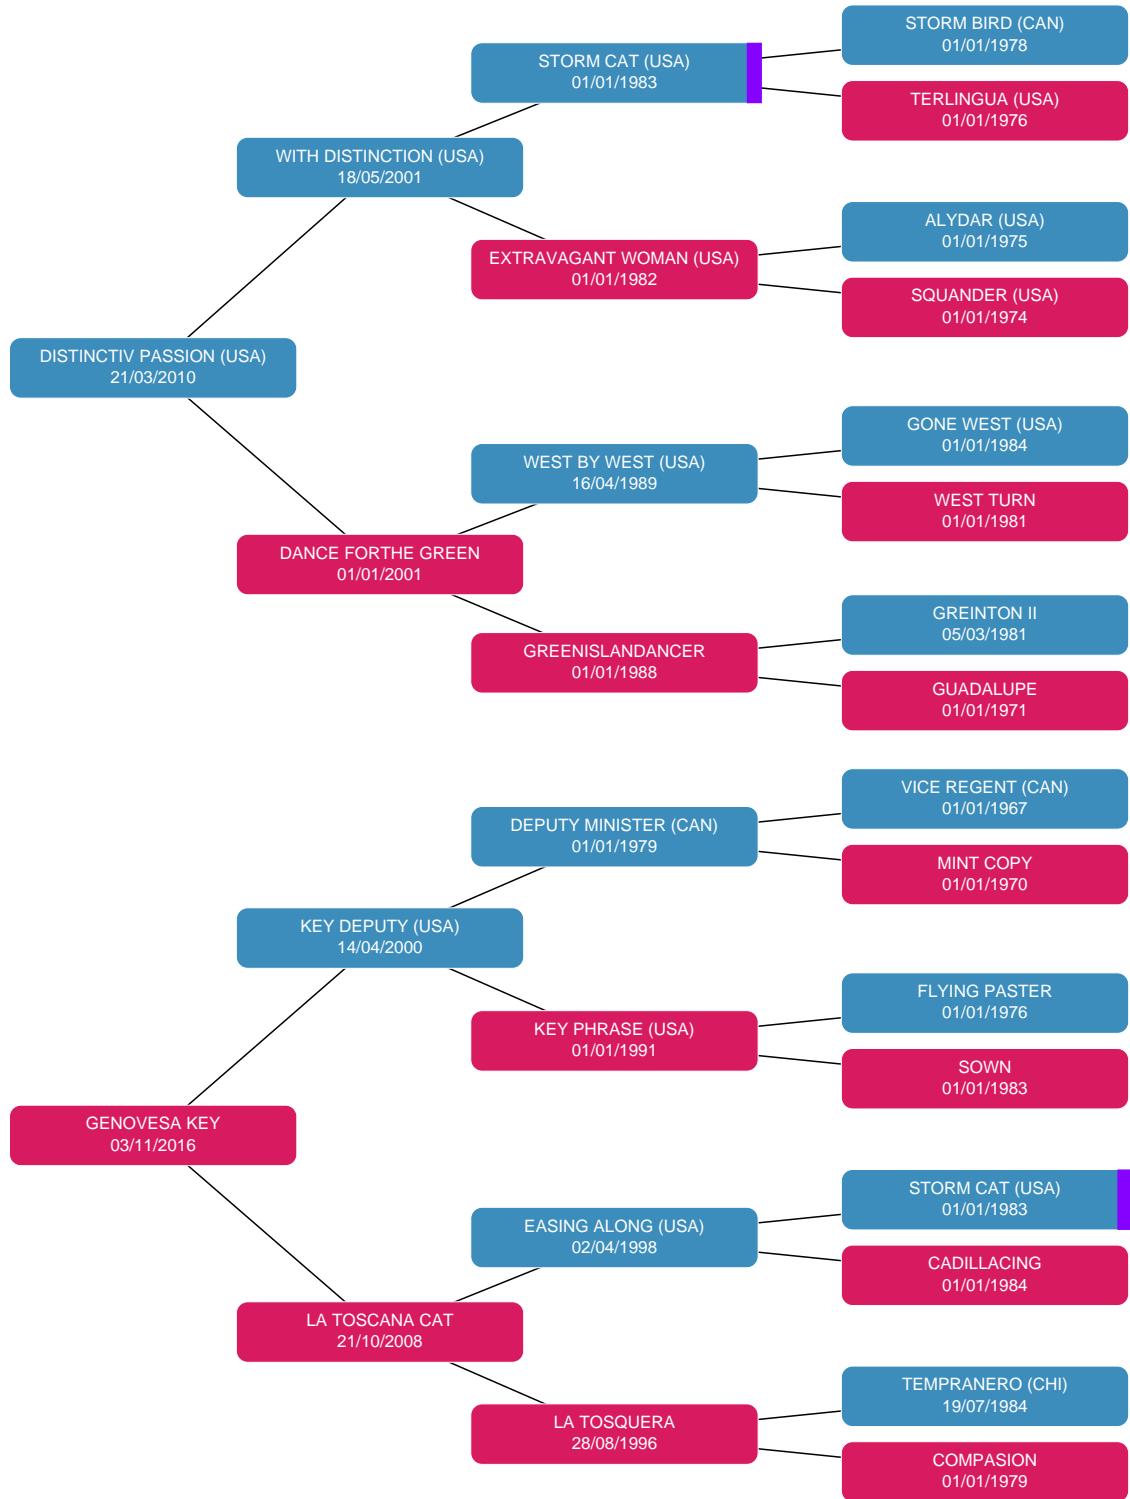 STORM BIRD (CAN)
01/01/1978
STORM CAT (USA)
01/01/1983
TERLINGUA (USA)
01/01/1976
WITH DISTINCTION (USA)
18/05/2001
ALYDAR (USA)
01/01/1975
EXTRAVAGANT WOMAN (USA)
01/01/1982
SQUANDER (USA)
01/01/1974
DISTINCTIV PASSION (USA)
21/03/2010
GONE WEST (USA)
01/01/1984
WEST BY WEST (USA)
16/04/1989
WEST TURN
01/01/1981
DANCE FORTHE GREEN
01/01/2001
GREINTON II
05/03/1981
GREENISLANDANCER
01/01/1988
GUADALUPE
01/01/1971
VICE REGENT (CAN)
01/01/1967
DEPUTY MINISTER (CAN)
01/01/1979
MINT COPY
01/01/1970
KEY DEPUTY (USA)
14/04/2000
FLYING PASTER
01/01/1976
KEY PHRASE (USA)
01/01/1991
SOWN
01/01/1983
GENOVESA KEY
03/11/2016
STORM CAT (USA)
01/01/1983
EASING ALONG (USA)
02/04/1998
CADILLACING
01/01/1984
LA TOSCANA CAT
21/10/2008
TEMPRANERO (CHI)
19/07/1984
LA TOSQUERA
28/08/1996
COMPASION
01/01/1979